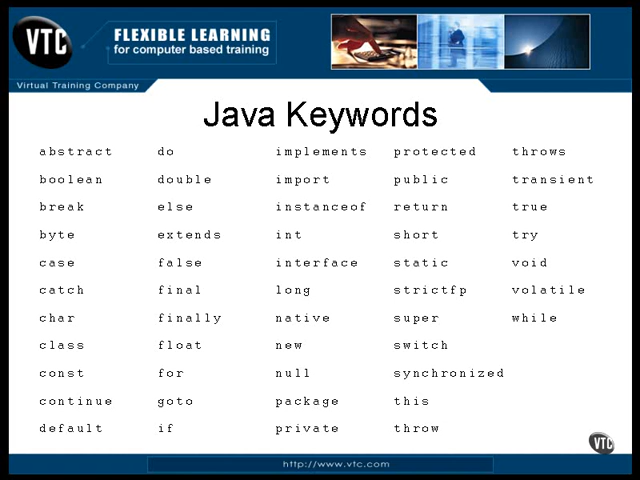 VTC
FLEXIBLE LEARNING
for computer based training
Virtual Training Company
Java Keywords
abstract do implements protected throws
boolean double import public transient
break else instanceof return true
byte extends int short try
case false interface static void
catch final long strictfp volatile
char finally native super while
class float new switch
const for null synchronized
continue goto package this
default if private throw
VTC
http://www.vtc.com